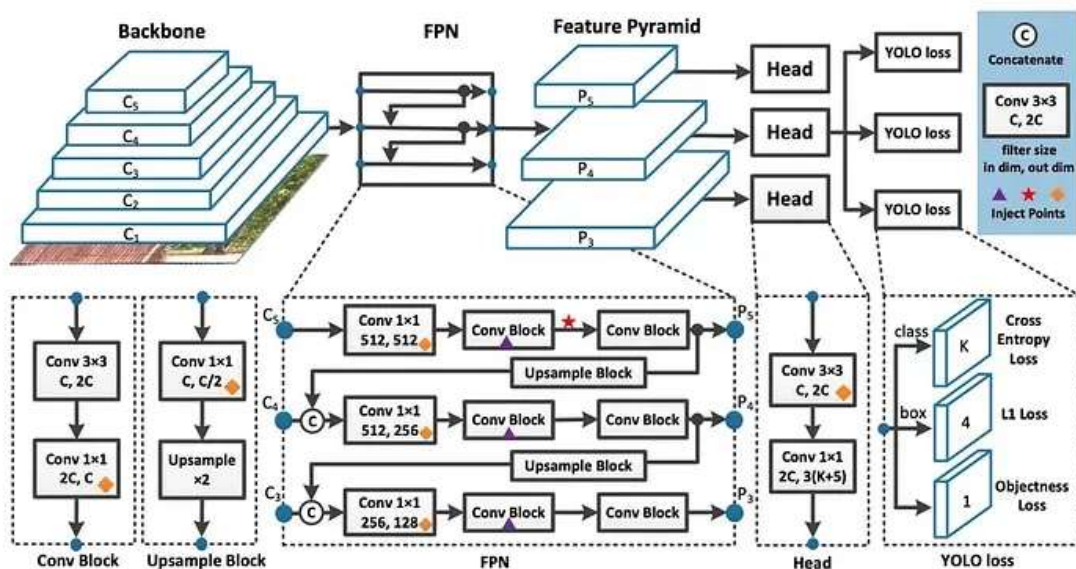 Backbone
FPN
Feature Pyramid
C5
C4
C3
C2
C1
P5
P4
P3
Head
Head
Head
YOLO loss
YOLO loss
YOLO loss
C
Concatenate
Conv 3×3
C, 2C
filter size
in dim, out dim
Inject Points
Conv 3×3
C, 2C
Conv 1×1
2C, C
Conv Block
Conv 1×1
C, C/2
Upsample
×2
Upsample Block
C5
Conv 1×1
512, 512
Conv Block
Conv Block
P5
Upsample Block
C4
C
Conv 1×1
512, 256
Conv Block
Conv Block
P4
Upsample Block
C3
C
Conv 1×1
256, 128
Conv Block
Conv Block
P3
FPN
Conv 3×3
C, 2C
Conv 1×1
2C, 3(K+5)
Head
class
K
Cross
Entropy
Loss
box
4
L1 Loss
1
Objectness
Loss
YOLO loss